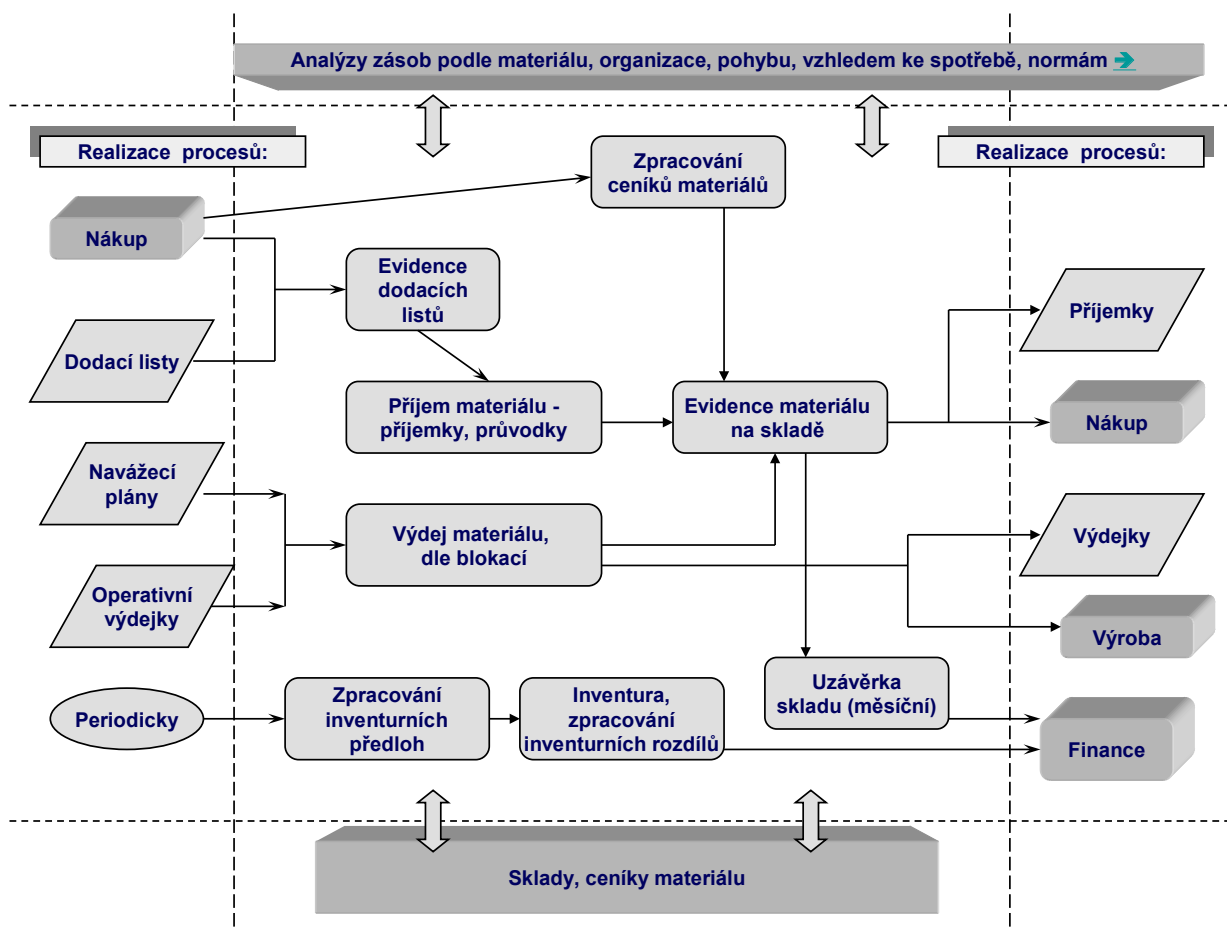 Analýzy zásob podle materiálu, organizace, pohybu, vzhledem ke spotřebě, normám ➔
Realizace procesů:
Realizace procesů:
Zpracování
ceníků materiálů
Nákup
Evidence
dodacích
listů
Příjemky
Dodací listy
Příjem materiálu -
příjemky, průvodky
Evidence materiálu
na skladě
Nákup
Navážecí
plány
Výdej materiálu,
dle blokací
Výdejky
Operativní
výdejky
Výroba
Periodicky
Zpracování
inventurních
předloh
Inventura,
zpracování
inventurních rozdílů
Uzávěrka
skladu (měsíční)
Finance
Sklady, ceníky materiálu